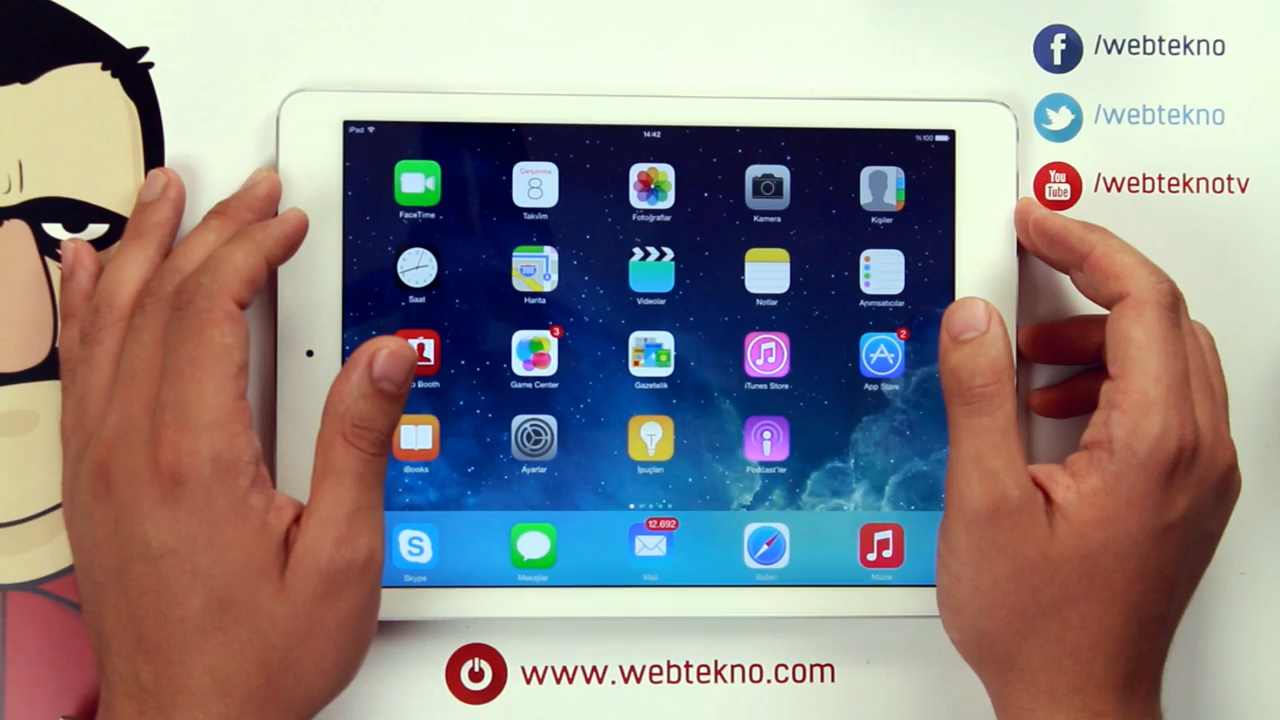 /webtekno
/webtekno
You
Tube
/webteknotv
iPad
14:42
%100
FaceTime
Çarşamba
8
Takvim
Fotoğraflar
Kamera
Kişiler
Saat
280
Harita
Videolar
Notlar
Anımsatıcılar
Booth
3
Game Center
Gazetelik
iTunes Store
2
App Store
iBooks
Ayarlar
İpuçları
Podcast'ler
Skype
Mesajlar
12.692
Mail
Safari
Müzik
www.webtekno.com